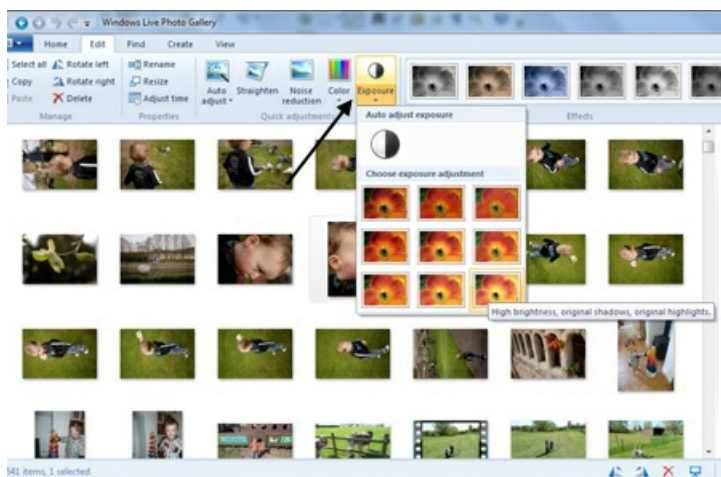 Windows Live Photo Gallery
Home Edit Find Create View
Select all Rotate left Rename
Copy Rotate right Resize
Paste Delete Adjust time
Auto adjust Straighten Noise reduction Color Exposure
Manage Properties Quick adjustments Effects
Auto adjust exposure
Choose exposure adjustment
High brightness, original shadows, original highlights.
541 items, 1 selected